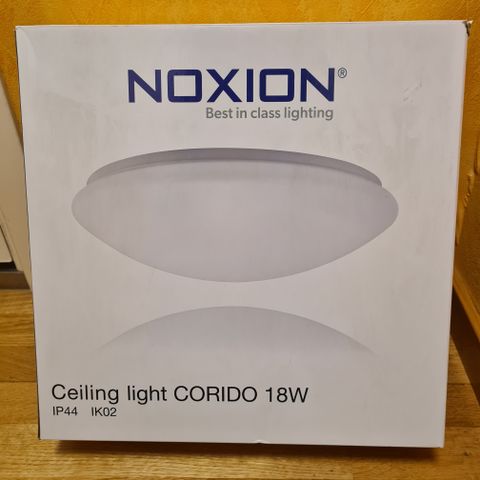 NOXION®
Best in class lighting
Ceiling light CORIDO 18W
IP44 IK02